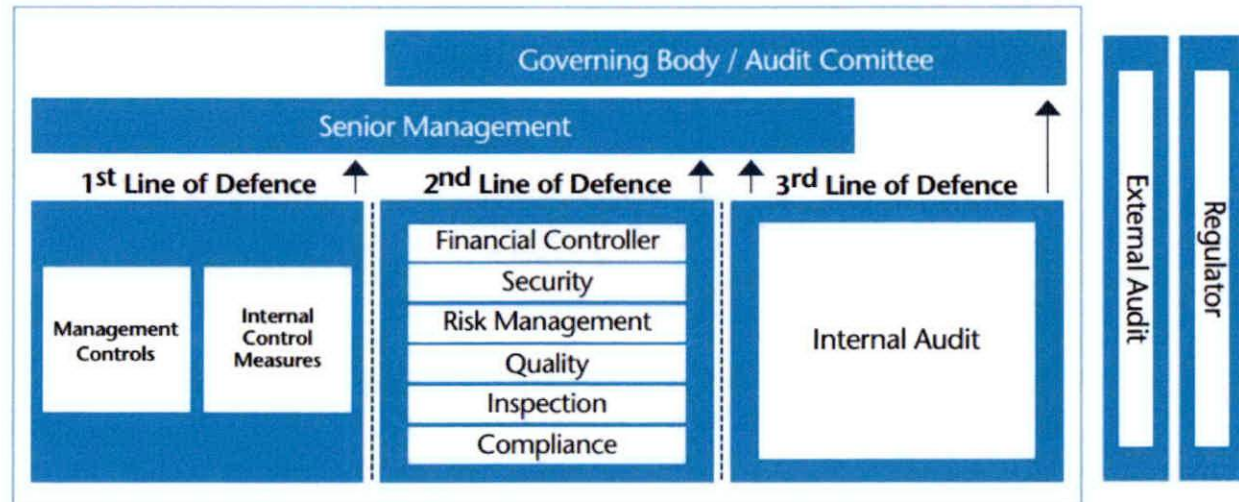 Governing Body / Audit Comittee
Senior Management
1st Line of Defence
2nd Line of Defence
3rd Line of Defence
Management
Controls
Internal
Control
Measures
Financial Controller
Security
Risk Management
Quality
Inspection
Compliance
Internal Audit
External Audit
Regulator